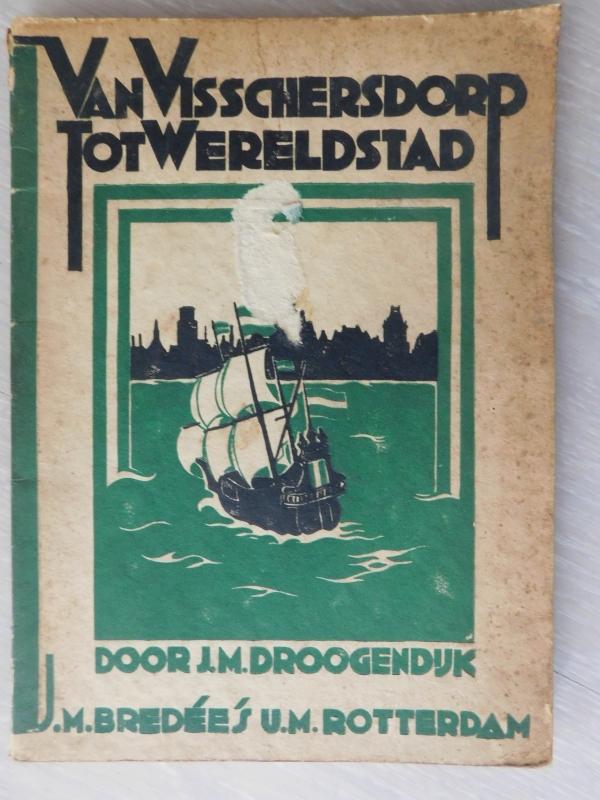 VAN VISSCHERSDORP
TOT WERELDSTAD
DOOR J.M. DROOGENDIJK
J.M. BREDÉE'S U.M. ROTTERDAM